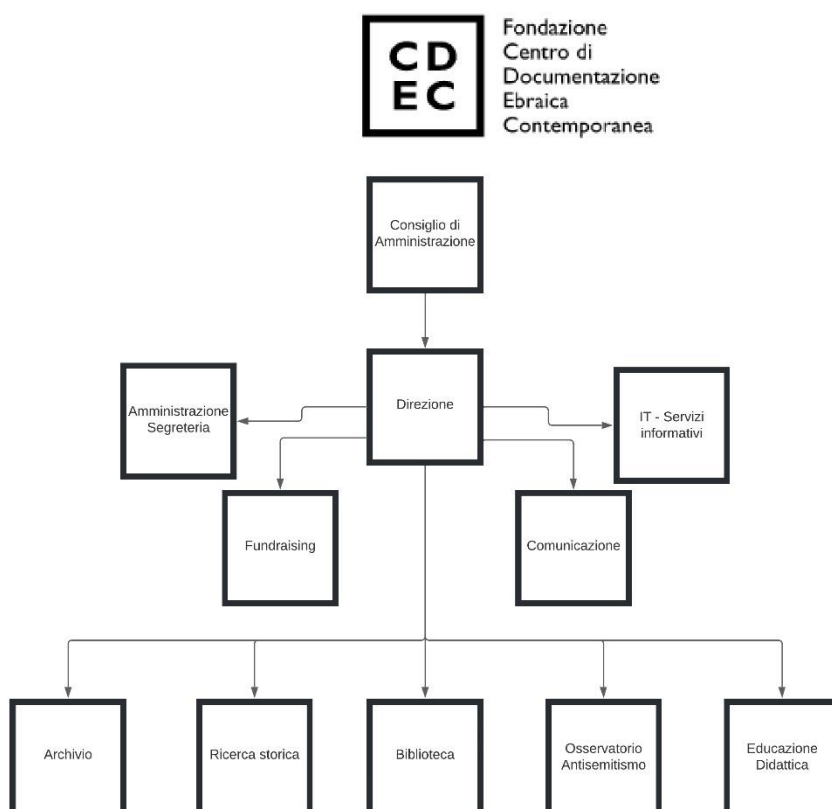 CD
EC
Fondazione
Centro di
Documentazione
Ebraica
Contemporanea
Consiglio di
Amministrazione
Direzione
Amministrazione
Segreteria
IT - Servizi
informativi
Fundraising
Comunicazione
Archivio
Ricerca storica
Biblioteca
Osservatorio
Antisemitismo
Educazione
Didattica